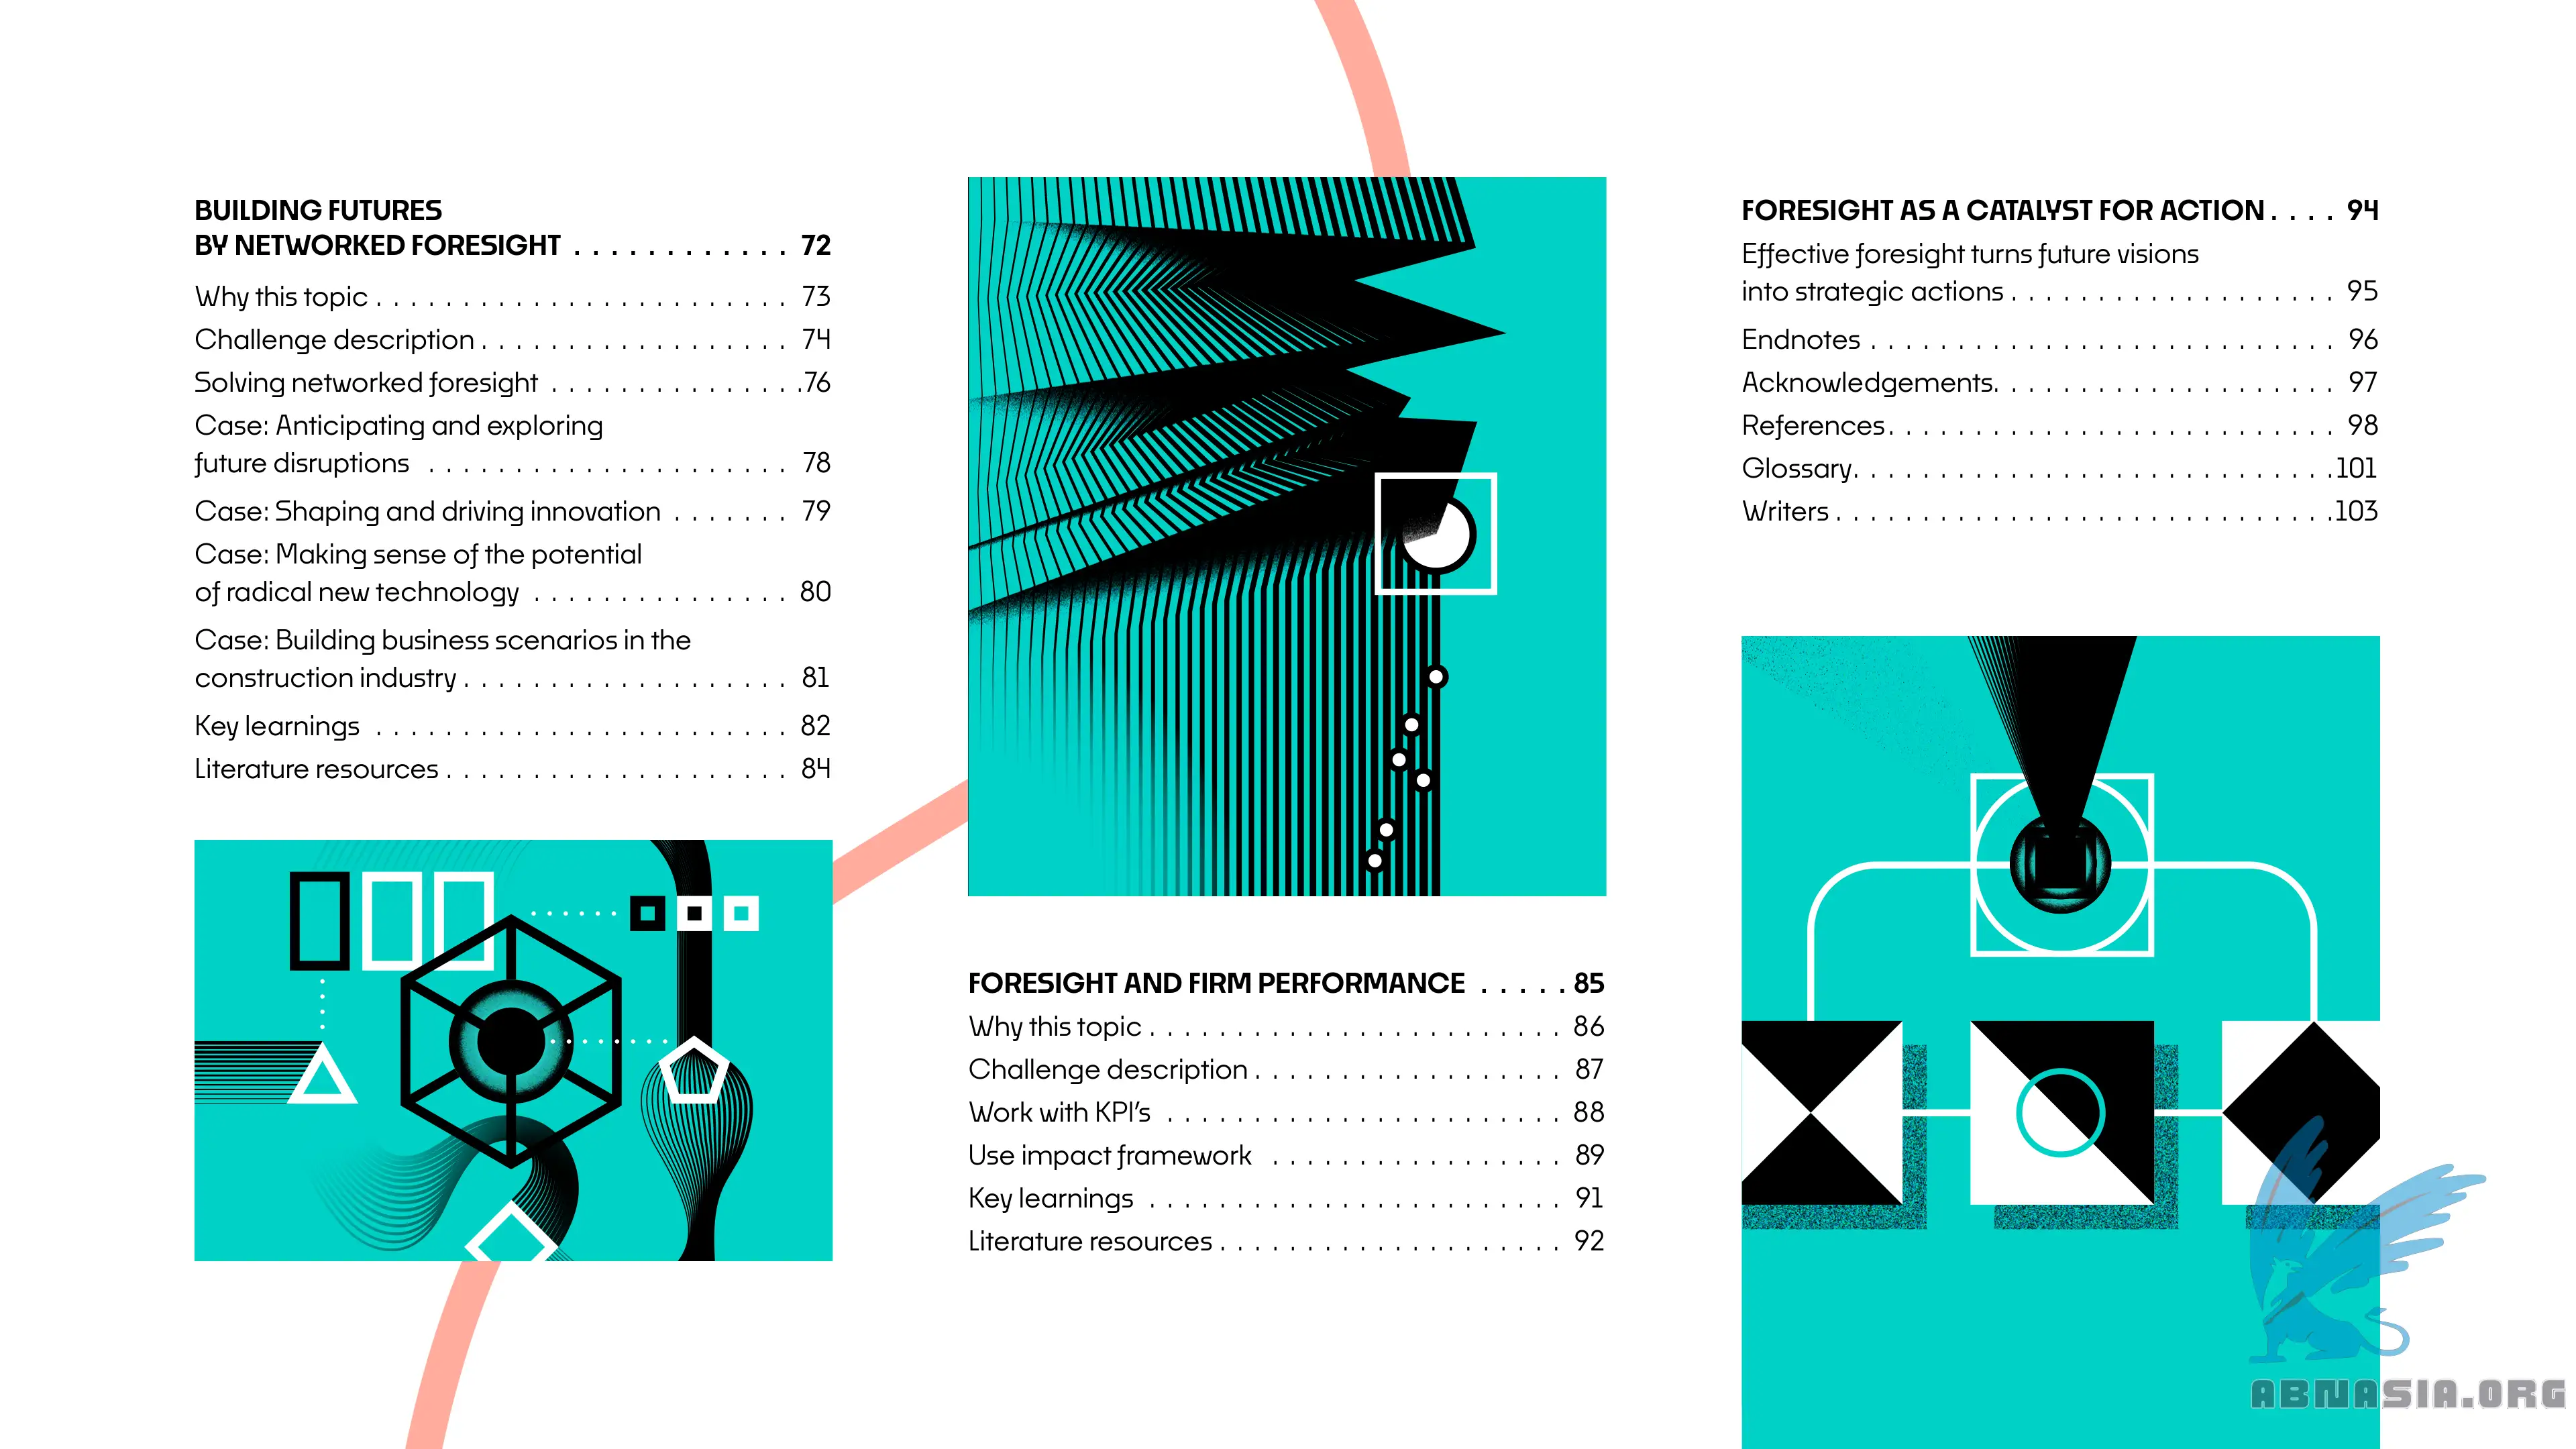 BUILDING FUTURES
BY NETWORKED FORESIGHT . . . . . . . . . . . . 72
Why this topic . . . . . . . . . . . . . . . . . . . . . . . . 73
Challenge description . . . . . . . . . . . . . . . . . . 74
Solving networked foresight . . . . . . . . . . . . . . .76
Case: Anticipating and exploring
future disruptions . . . . . . . . . . . . . . . . . . . . . 78
Case: Shaping and driving innovation . . . . . . . 79
Case: Making sense of the potential
of radical new technology . . . . . . . . . . . . . . . 80
Case: Building business scenarios in the
construction industry . . . . . . . . . . . . . . . . . . . 81
Key learnings . . . . . . . . . . . . . . . . . . . . . . . . 82
Literature resources . . . . . . . . . . . . . . . . . . . . 84
FORESIGHT AND FIRM PERFORMANCE . . . . . 85
Why this topic . . . . . . . . . . . . . . . . . . . . . . . . 86
Challenge description . . . . . . . . . . . . . . . . . . 87
Work with KPI's . . . . . . . . . . . . . . . . . . . . . . . 88
Use impact framework . . . . . . . . . . . . . . . . . 89
Key learnings . . . . . . . . . . . . . . . . . . . . . . . . 91
Literature resources . . . . . . . . . . . . . . . . . . . . 92
FORESIGHT AS A CATALYST FOR ACTION . . . . 94
Effective foresight turns future visions
into strategic actions . . . . . . . . . . . . . . . . . . . 95
Endnotes . . . . . . . . . . . . . . . . . . . . . . . . . . . 96
Acknowledgements. . . . . . . . . . . . . . . . . . . . 97
References . . . . . . . . . . . . . . . . . . . . . . . . . . 98
Glossary. . . . . . . . . . . . . . . . . . . . . . . . . . . .101
Writers . . . . . . . . . . . . . . . . . . . . . . . . . . . . .103
ABNASIA.ORG